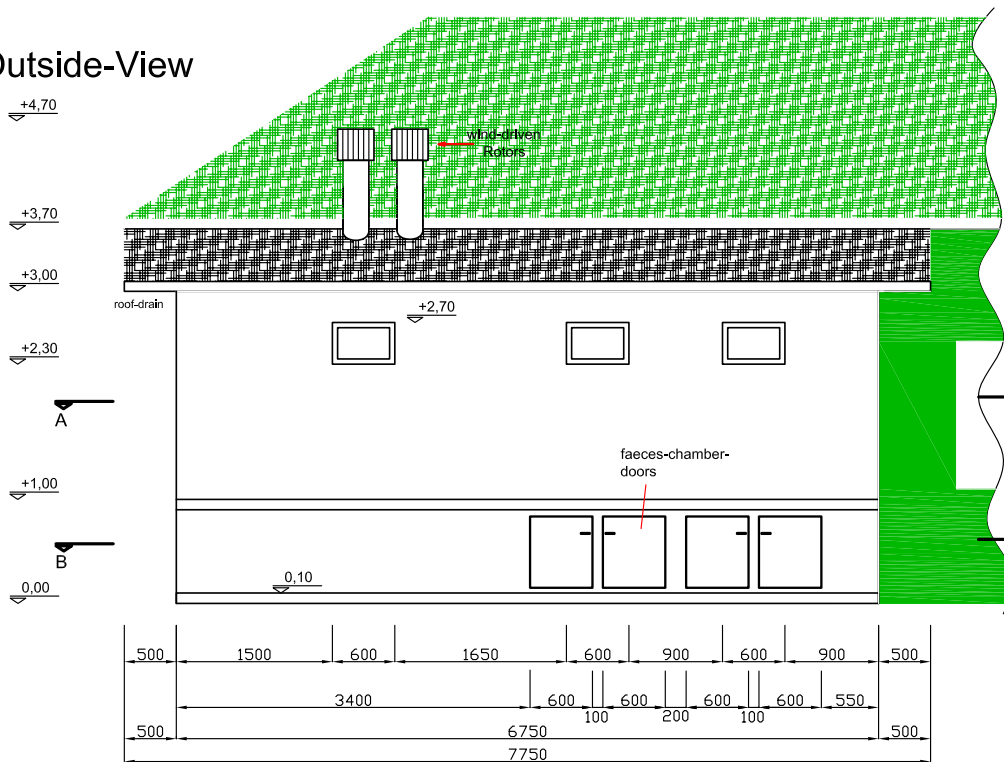 Outside-View
+4,70
wind-driven
Rotors
+3,70
+3,00
roof-drain
+2,70
+2,30
A
faeces-chamber-
doors
+1,00
B
0,10
0,00
500 1500 600 1650 600 900 600 900 500
3400 600 100 600 200 600 100 600 550
500 6750 500
7750